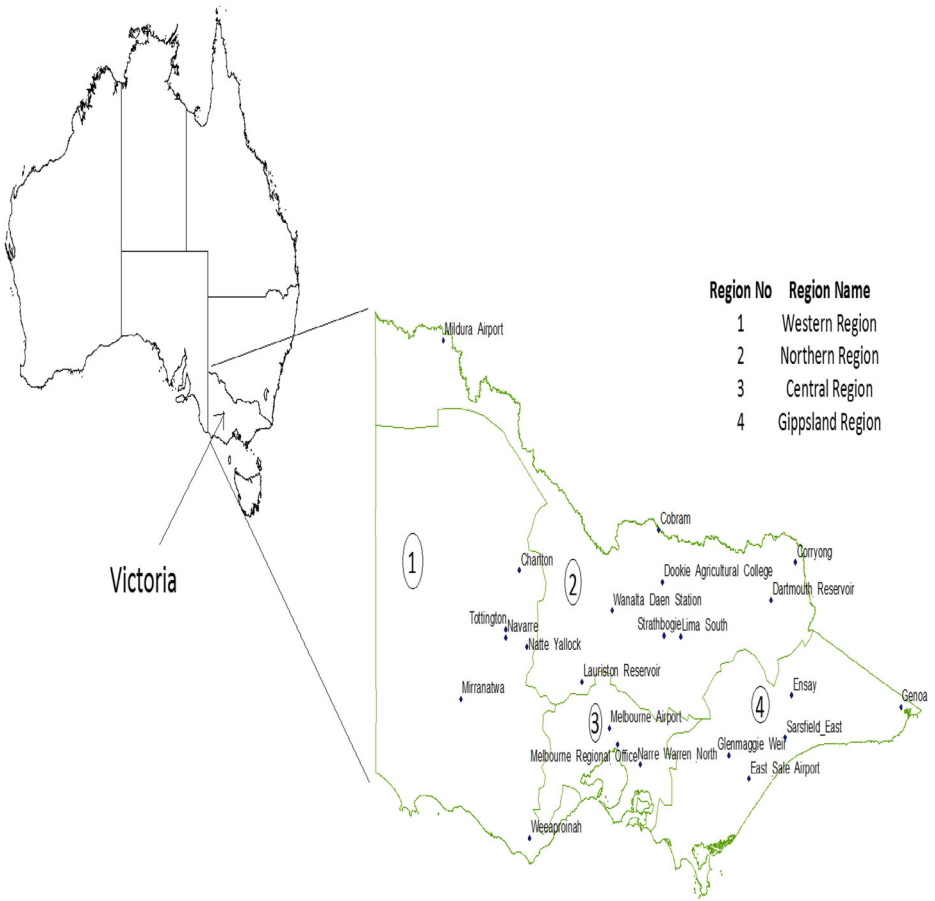 Region No Region Name
1 Western Region
2 Northern Region
3 Central Region
4 Gippsland Region
Mildura Airport
Cobram
Corryong
1
Charlton
2
Dookie Agricultural College
Dartmouth Reservoir
Victoria
Wanalta Daen Station
Tottington
Navarre
Strathbogie
Lima South
Natte Yallock
Lauriston Reservoir
Mirranatwa
Ensay
4
Genoa
3
Melbourne Airport
Sarsfield_East
Melbourne Regional Office
Narre Warren North
Glenmaggie Weir
East Sale Airport
Weeaproinah